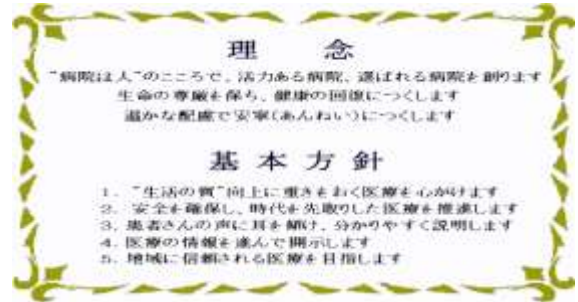 理　念
“病院は人”のこころで、活力ある病院、選ばれる病院を創ります
生命の尊厳を保ち、健康の回復につくします
温かな配慮で安寧(あんねい)につくします
基本方針
1. “生活の質”向上に重きをおく医療を心がけます
2. 安全を確保し、時代を先取りした医療を推進します
3. 患者さんの声に耳を傾け、分かりやすく説明します
4. 医療の情報を進んで開示します
5. 地域に信頼される医療を目指します